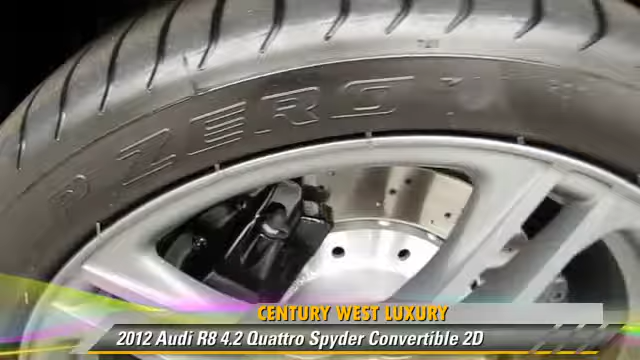 P ZERO
CENTURY WEST LUXURY
2012 Audi R8 4.2 Quattro Spyder Convertible 2D